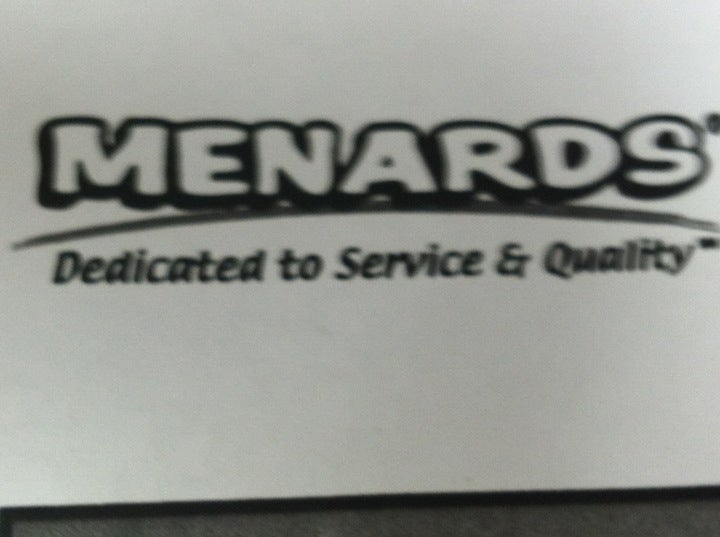 MENARDS®
Dedicated to Service & Quality™